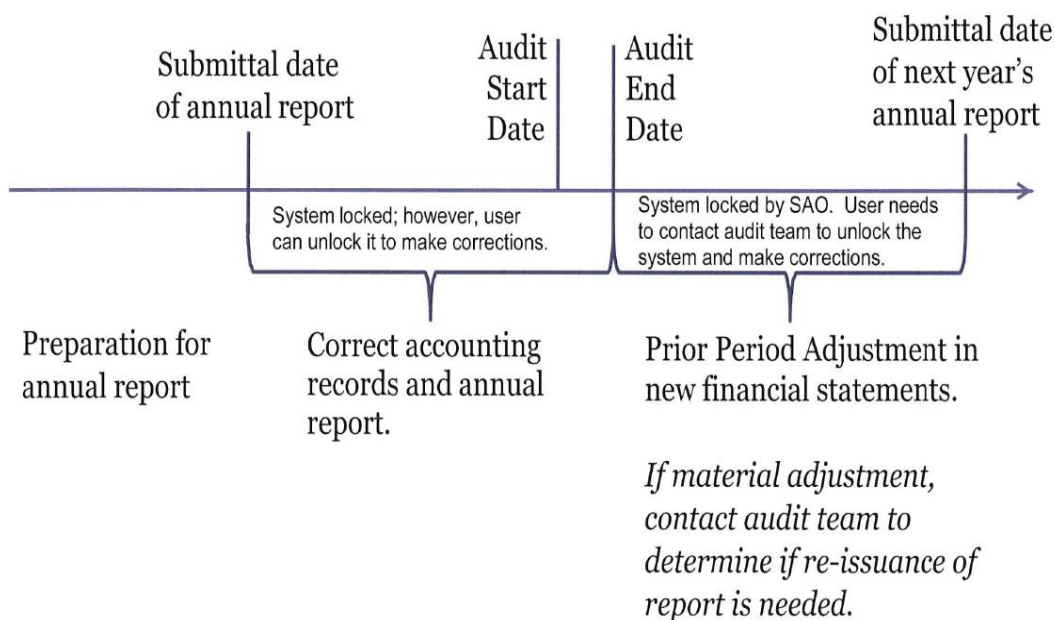 Submittal date
of annual report
Audit
Start
Date
Audit
End
Date
Submittal date
of next year's
annual report
System locked; however, user
can unlock it to make corrections.
System locked by SAO. User needs
to contact audit team to unlock the
system and make corrections.
Preparation for
annual report
Correct accounting
records and annual
report.
Prior Period Adjustment in
new financial statements.
If material adjustment,
contact audit team to
determine if re-issuance of
report is needed.